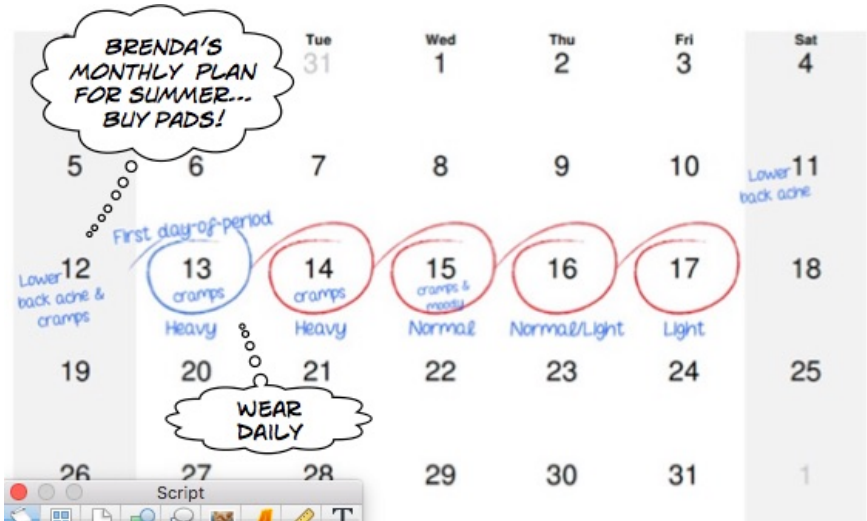 BRENDA'S
MONTHLY PLAN
FOR SUMMER...
BUY PADS!
Tue Wed Thu Fri Sat
31 1 2 3 4
5 6 7 8 9 10 11
Lower
back ache
First day-of-period
12 13 14 15 16 17 18
Lower
back ache &
cramps
cramps
cramps
cramps &
moody
Heavy Heavy Normal Normal/Light Light
19 20 21 22 23 24 25
WEAR
DAILY
26 27 28 29 30 31 1
Script
T